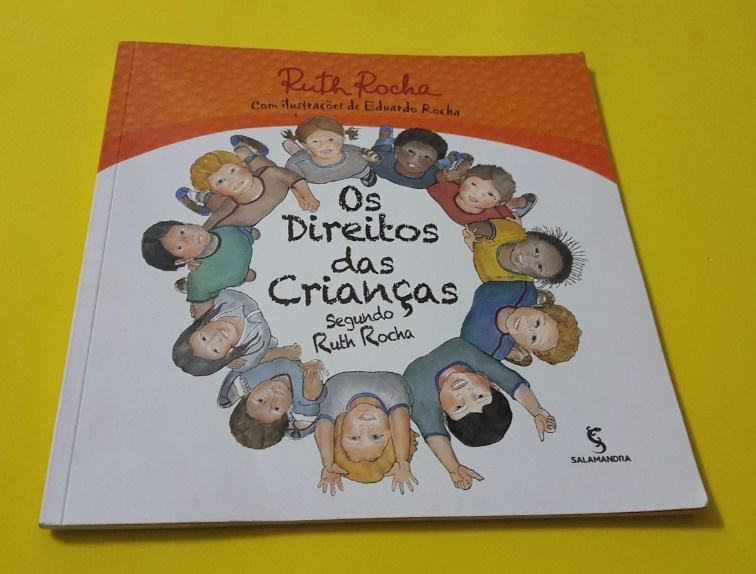 Ruth Rocha
Com ilustrações de Eduardo Rocha
Os
Direitos
das
Crianças
segundo
Ruth Rocha
SALAMANDRA